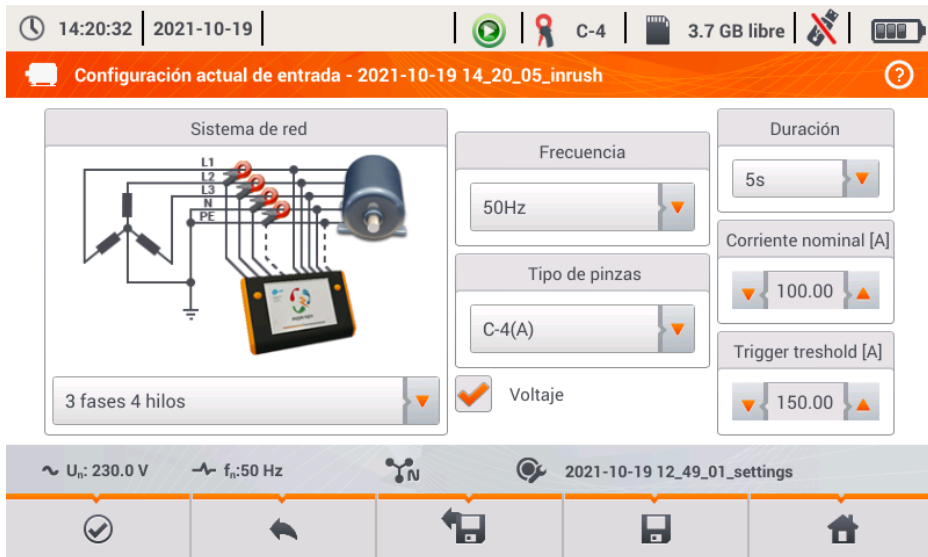 14:20:32 2021-10-19 C-4 3.7 GB libre
Configuración actual de entrada - 2021-10-19 14_20_05_inrush ?
Sistema de red
L1
L2
L3
N
PE
3 fases 4 hilos
Frecuencia
50Hz
Tipo de pinzas
C-4(A)
Voltaje
Duración
5s
Corriente nominal [A]
100.00
Trigger treshold [A]
150.00
Un: 230.0 V fn:50 Hz N 2021-10-19 12_49_01_settings